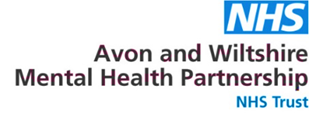 NHS
Avon and Wiltshire
Mental Health Partnership
NHS Trust